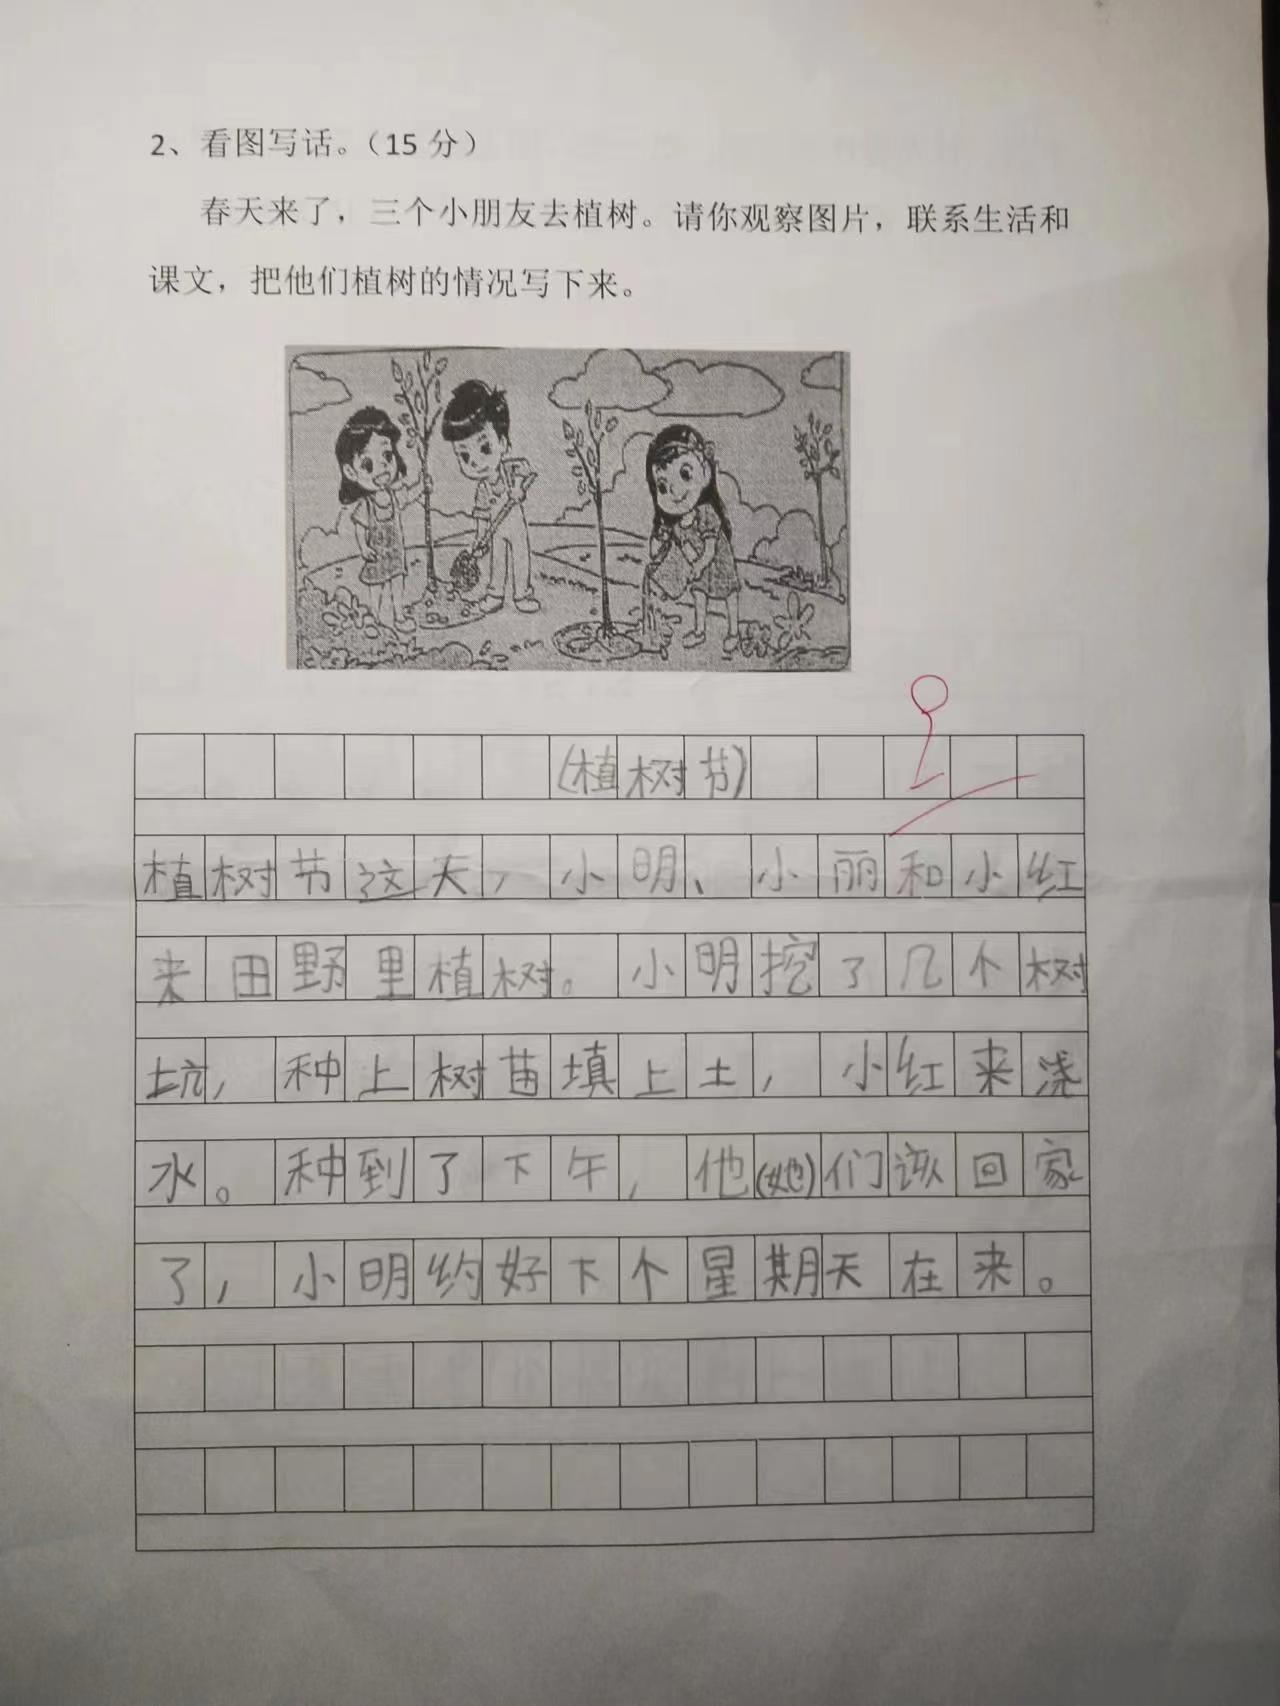 2、看图写话。（15 分）
春天来了，三个小朋友去植树。请你观察图片，联系生活和
课文，把他们植树的情况写下来。
(植树节)
植树节这天，小明、小丽和小红
来田野里植树。小明挖了几个树
坑，种上树苗填上土，小红来浇
水。种到了下午，他(她)们该回家
了，小明约好下个星期天在来。